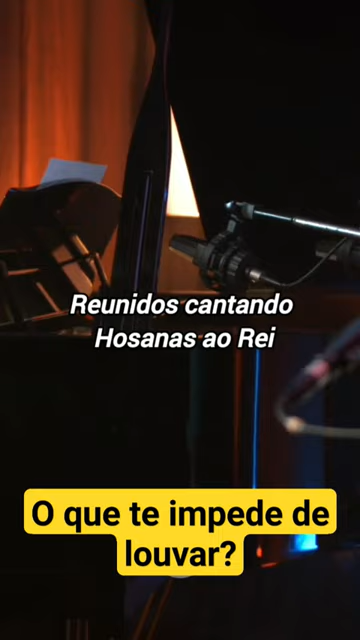 Reunidos cantando
Hosanas ao Rei
O que te impede de
louvar?